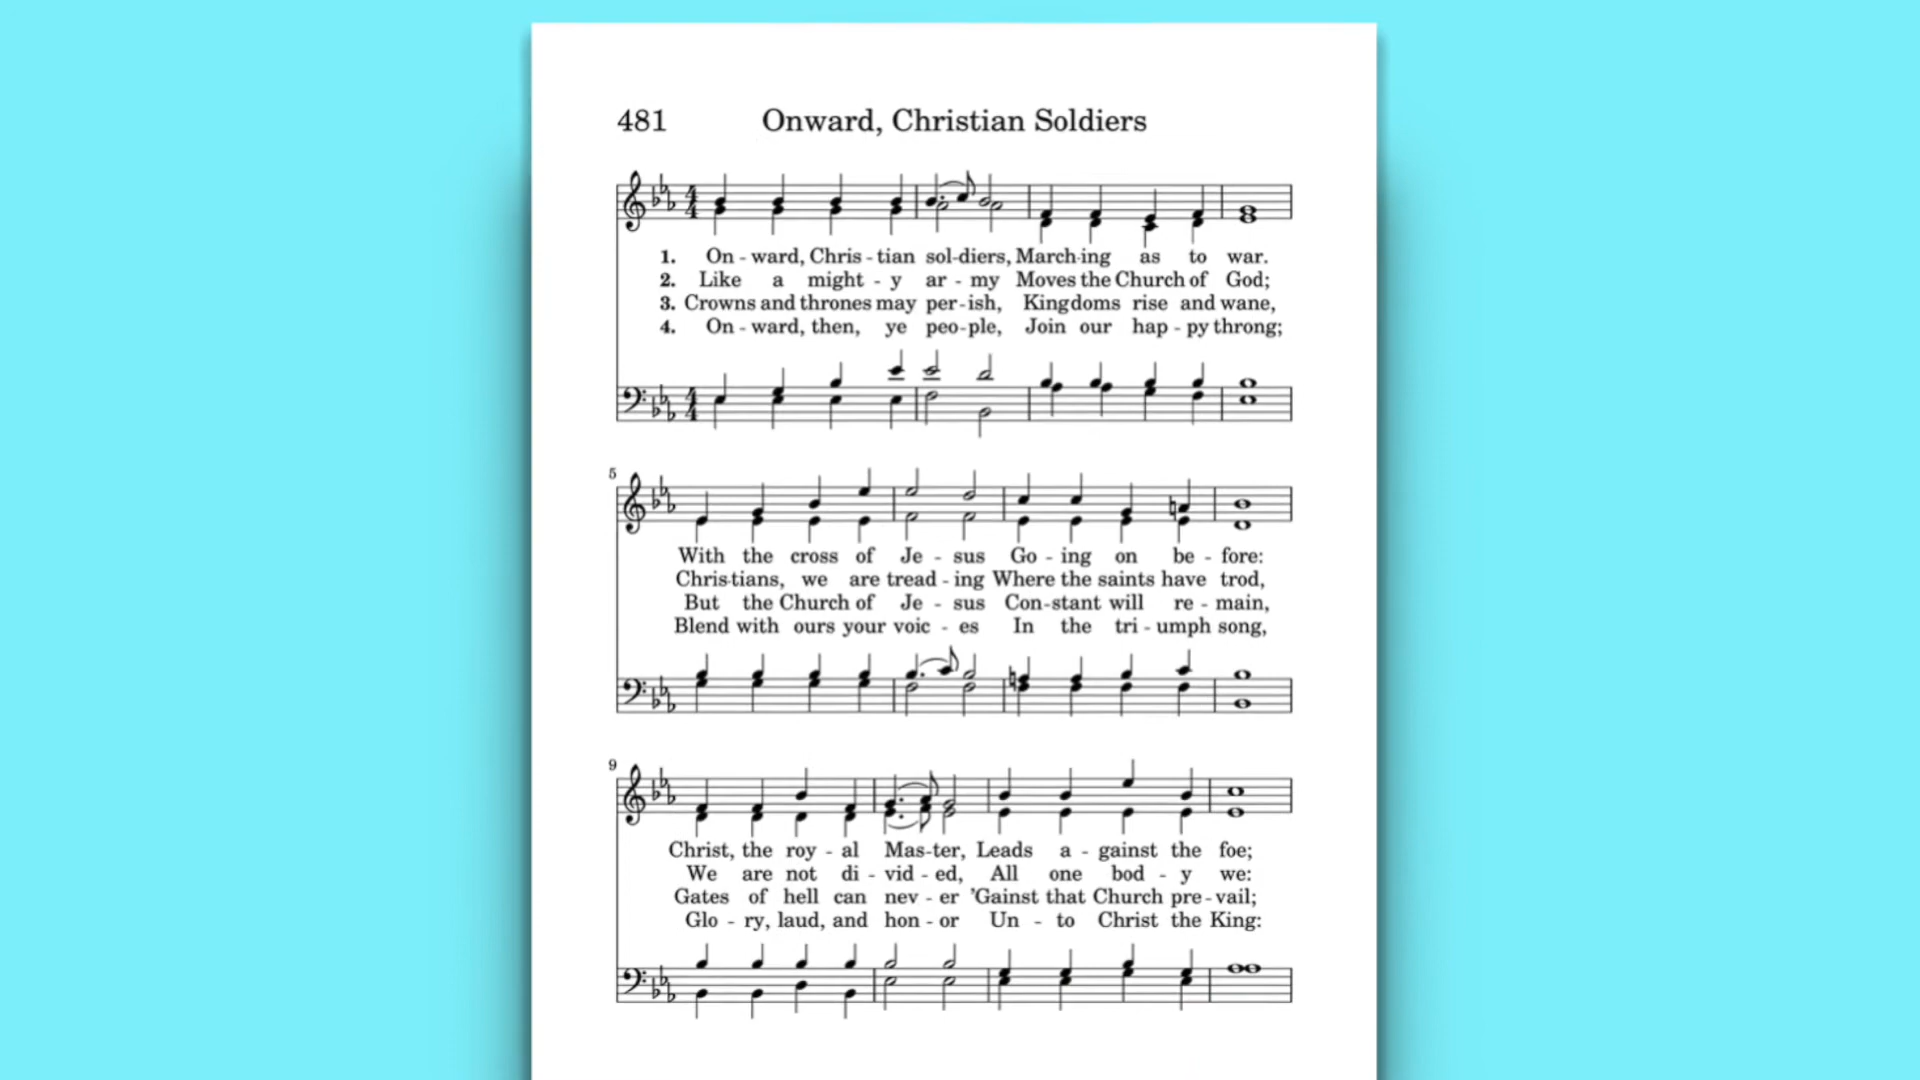 481 Onward, Christian Soldiers
4 4
1. On - ward, Chris - tian sol - diers, March - ing as to war.
2. Like a might - y ar - my Moves the Church of God;
3. Crowns and thrones may per - ish, Kingdoms rise and wane,
4. On - ward, then, ye peo - ple, Join our hap - py throng;
4 4
5
With the cross of Je - sus Go - ing on be - fore:
Chris - tians, we are tread - ing Where the saints have trod,
But the Church of Je - sus Con - stant will re - main,
Blend with ours your voic - es In the tri - umph song,
9
Christ, the roy - al Mas - ter, Leads a - gainst the foe;
We are not di - vid - ed, All one bod - y we:
Gates of hell can nev - er ’Gainst that Church pre - vail;
Glo - ry, laud, and hon - or Un - to Christ the King: